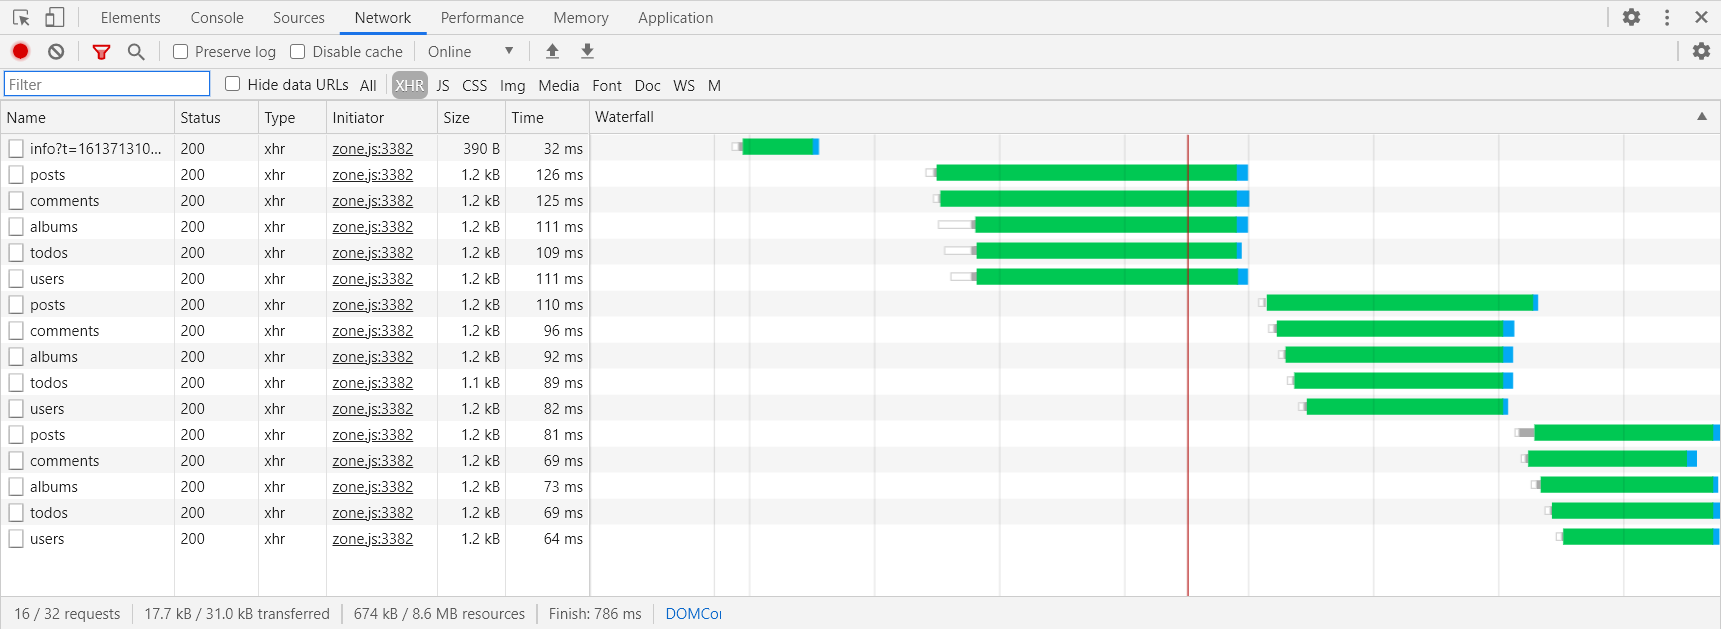 Elements Console Sources Network Performance Memory Application
Preserve log Disable cache Online
Filter Hide data URLs All XHR JS CSS Img Media Font Doc WS M
Name Status Type Initiator Size Time Waterfall
info?t=161371310... 200 xhr zone.js:3382 390 B 32 ms
posts 200 xhr zone.js:3382 1.2 kB 126 ms
comments 200 xhr zone.js:3382 1.2 kB 125 ms
albums 200 xhr zone.js:3382 1.2 kB 111 ms
todos 200 xhr zone.js:3382 1.2 kB 109 ms
users 200 xhr zone.js:3382 1.2 kB 111 ms
posts 200 xhr zone.js:3382 1.2 kB 110 ms
comments 200 xhr zone.js:3382 1.2 kB 96 ms
albums 200 xhr zone.js:3382 1.2 kB 92 ms
todos 200 xhr zone.js:3382 1.1 kB 89 ms
users 200 xhr zone.js:3382 1.2 kB 82 ms
posts 200 xhr zone.js:3382 1.2 kB 81 ms
comments 200 xhr zone.js:3382 1.2 kB 69 ms
albums 200 xhr zone.js:3382 1.2 kB 73 ms
todos 200 xhr zone.js:3382 1.2 kB 69 ms
users 200 xhr zone.js:3382 1.2 kB 64 ms
16 / 32 requests 17.7 kB / 31.0 kB transferred 674 kB / 8.6 MB resources Finish: 786 ms DOMCo